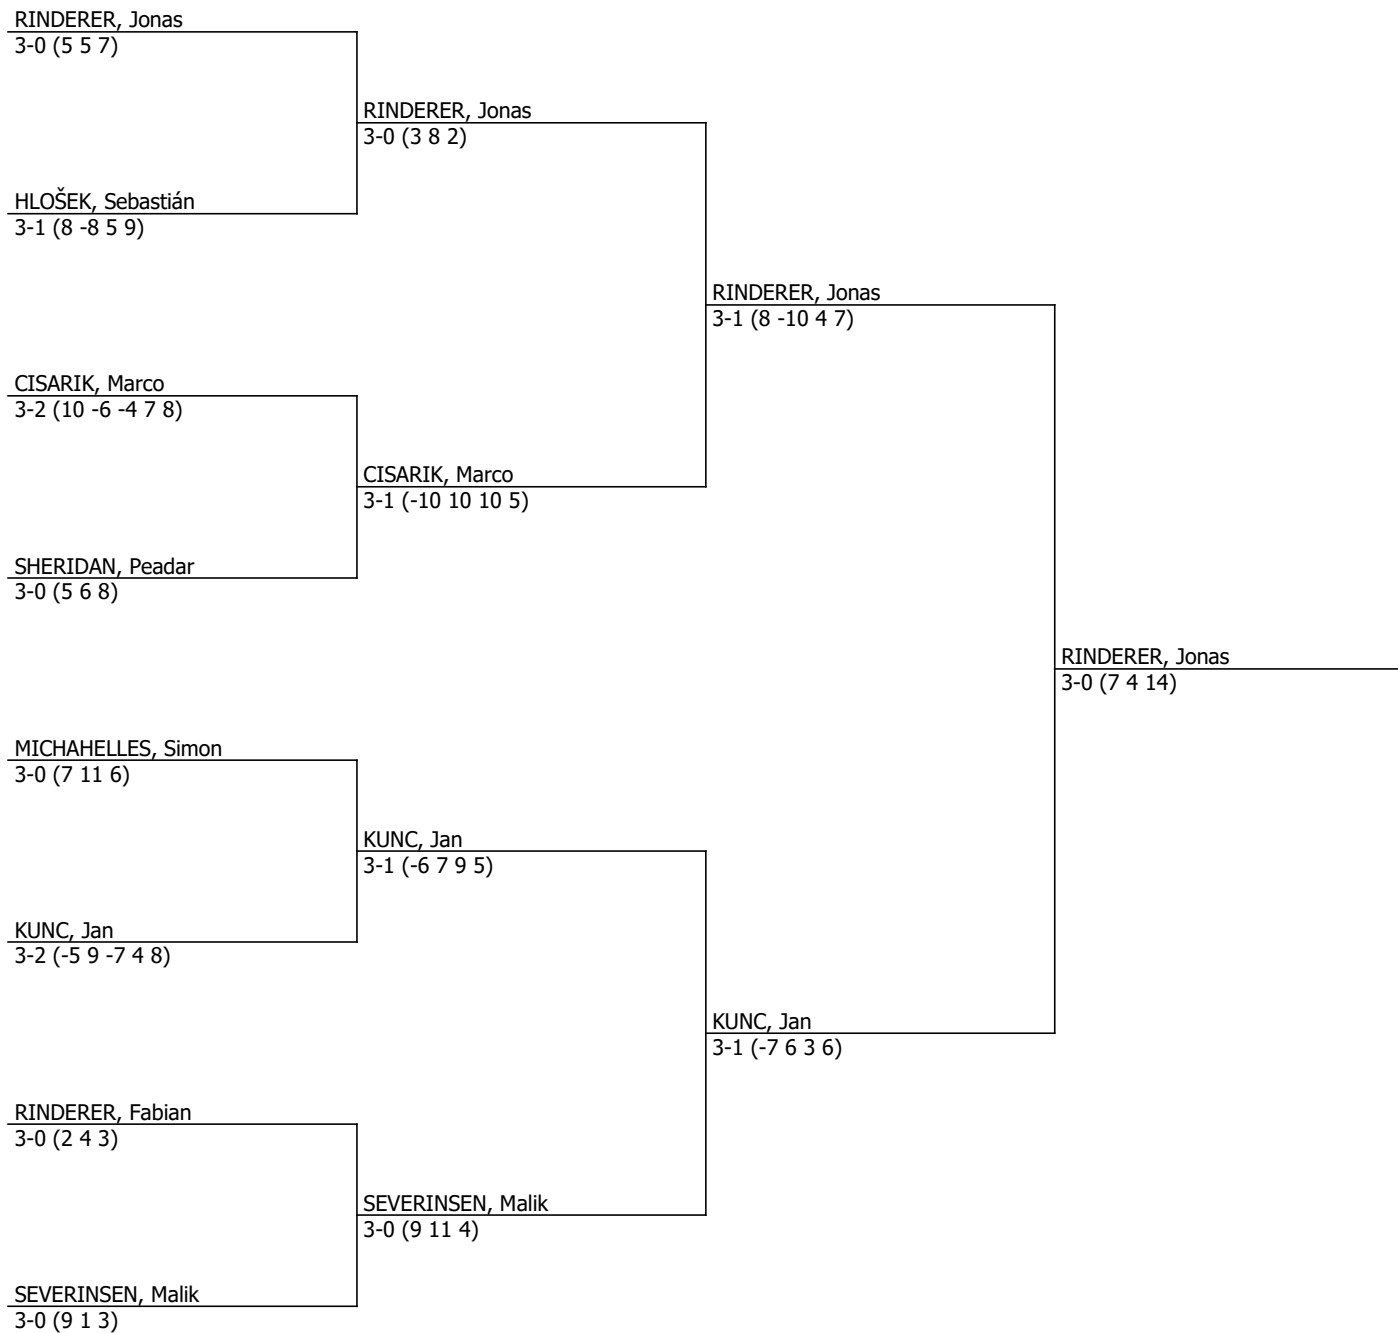 RINDERER, Jonas
3-0 (5 5 7)
RINDERER, Jonas
3-0 (3 8 2)
HLOŠEK, Sebastián
3-1 (8 -8 5 9)
RINDERER, Jonas
3-1 (8 -10 4 7)
CISARIK, Marco
3-2 (10 -6 -4 7 8)
CISARIK, Marco
3-1 (-10 10 10 5)
SHERIDAN, Peadar
3-0 (5 6 8)
RINDERER, Jonas
3-0 (7 4 14)
MICHAHELLES, Simon
3-0 (7 11 6)
KUNC, Jan
3-1 (-6 7 9 5)
KUNC, Jan
3-2 (-5 9 -7 4 8)
KUNC, Jan
3-1 (-7 6 3 6)
RINDERER, Fabian
3-0 (2 4 3)
SEVERINSEN, Malik
3-0 (9 11 4)
SEVERINSEN, Malik
3-0 (9 1 3)